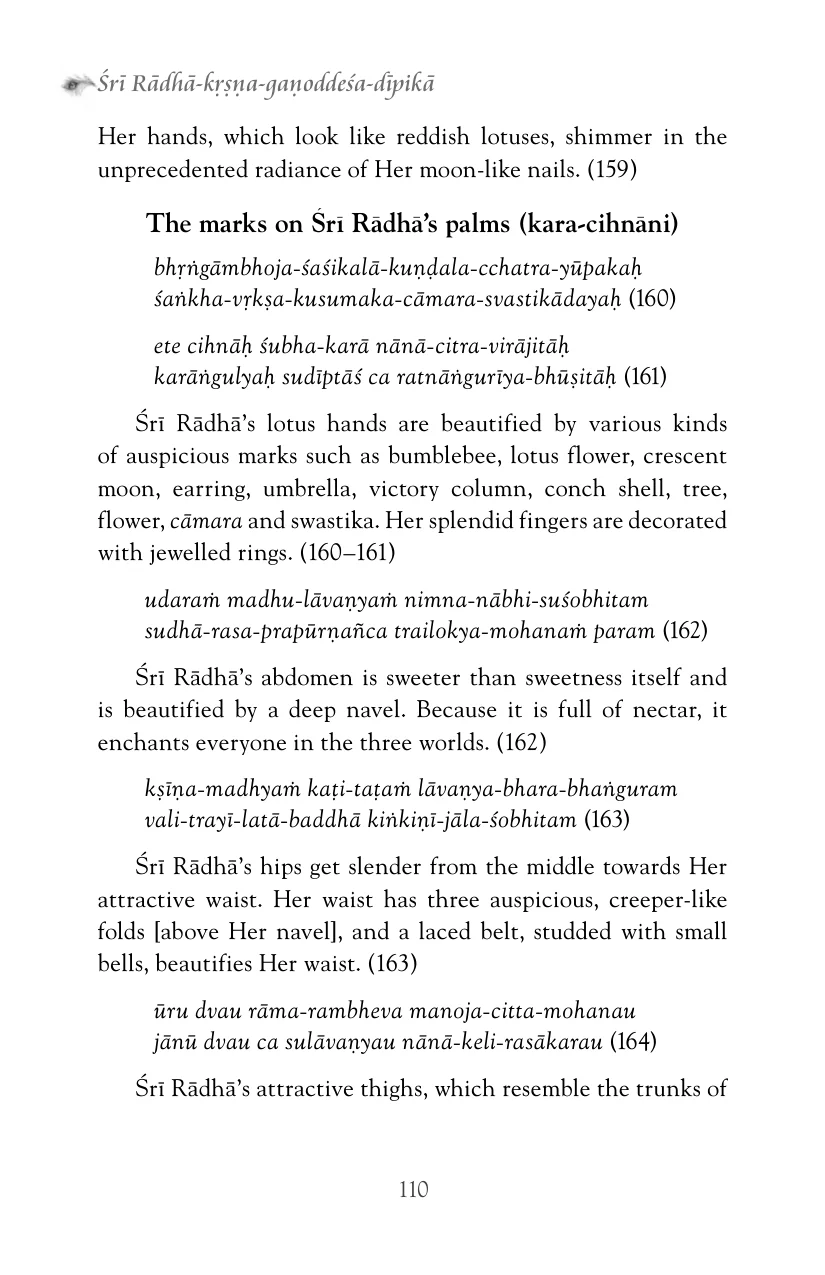 Śrī Rādhā-kṛṣṇa-gaṇoddeśa-dīpikā
Her hands, which look like reddish lotuses, shimmer in the
unprecedented radiance of Her moon-like nails. (159)
The marks on Śrī Rādhā’s palms (kara-cihnāni)
bhṛṅgāmbhoja-śaśikalā-kuṇḍala-cchatra-yūpakaḥ
śaṅkha-vṛkṣa-kusumaka-cāmara-svastikādayaḥ (160)
ete cihnāḥ śubha-karā nānā-citra-virājitāḥ
karāṅgulyaḥ sudīptāś ca ratnāṅgurīya-bhūṣitāḥ (161)
Śrī Rādhā’s lotus hands are beautified by various kinds
of auspicious marks such as bumblebee, lotus flower, crescent
moon, earring, umbrella, victory column, conch shell, tree,
flower, cāmara and swastika. Her splendid fingers are decorated
with jewelled rings. (160–161)
udaraṁ madhu-lāvaṇyaṁ nimna-nābhi-suśobhitam
sudhā-rasa-prapūrṇañca trailokya-mohanaṁ param (162)
Śrī Rādhā’s abdomen is sweeter than sweetness itself and
is beautified by a deep navel. Because it is full of nectar, it
enchants everyone in the three worlds. (162)
kṣīṇa-madhyaṁ kaṭi-taṭaṁ lāvaṇya-bhara-bhaṅguram
vali-trayī-latā-baddhā kiṅkiṇī-jāla-śobhitam (163)
Śrī Rādhā’s hips get slender from the middle towards Her
attractive waist. Her waist has three auspicious, creeper-like
folds [above Her navel], and a laced belt, studded with small
bells, beautifies Her waist. (163)
ūru dvau rāma-rambheva manoja-citta-mohanau
jānū dvau ca sulāvaṇyau nānā-keli-rasākarau (164)
Śrī Rādhā’s attractive thighs, which resemble the trunks of
110